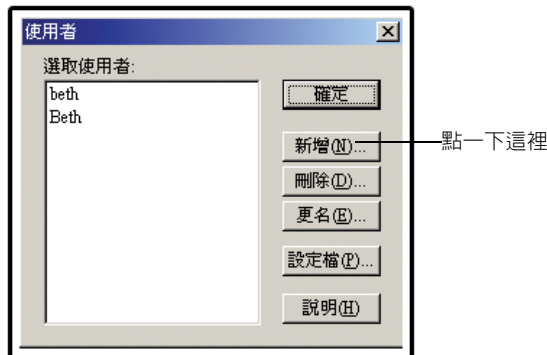 使用者
選取使用者:
beth
Beth
確定
新增(N)...
點一下這裡
刪除(D)...
更名(E)...
設定檔(P)...
說明(H)